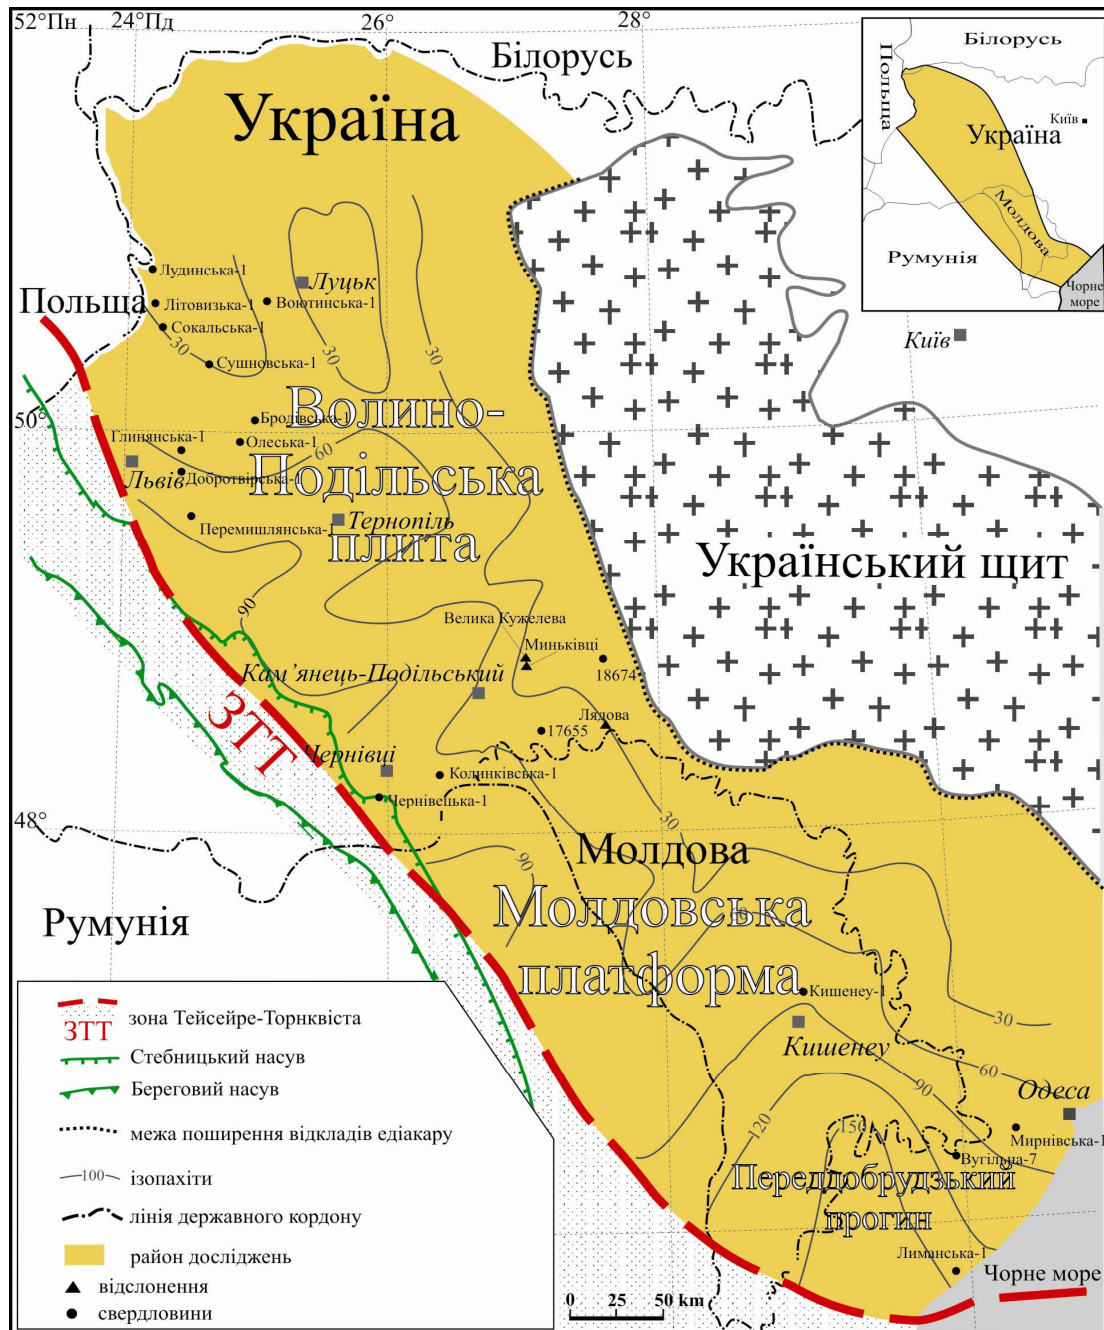 52°Пн 24°Пд 26° 28°
Білорусь
Україна
Білорусь
Польща
Київ
Україна
Молдова
Румунія
Чорне
море
Лудинська-1
Луцьк
Польща
Літовизька-1
Воютинська-1
Сокальська-1
30
30
30
Сушновська-1
Київ
Волино-
50°
Бродівська-1
Глинянська-1
Олеська-1
60
Подільська
Львів
Добротвірська-1
Перемишлянська-1
Тернопіль
плита
Український щит
90
Велика Кужелева
Миньківці
18674
Кам’янець-Подільський
ЗТТ
Лядова
17655
Чернівці
Колинківська-1
Чернівецька-1
48°
30
90
Молдова
Молдовська
60
Румунія
платформа
Кишенеу-1
30
Кишенеу
60
90
Одеса
120
150
Мирнівська-1
Вугільна-7
Переддобрудзький
прогин
Лиманська-1
Чорне море
ЗТТ
зона Тейсейре-Торнквіста
Стебницький насув
Береговий насув
межа поширення відкладів едіакару
100 ізопахіти
лінія державного кордону
район досліджень
відслонення
свердловини
0 25 50 km